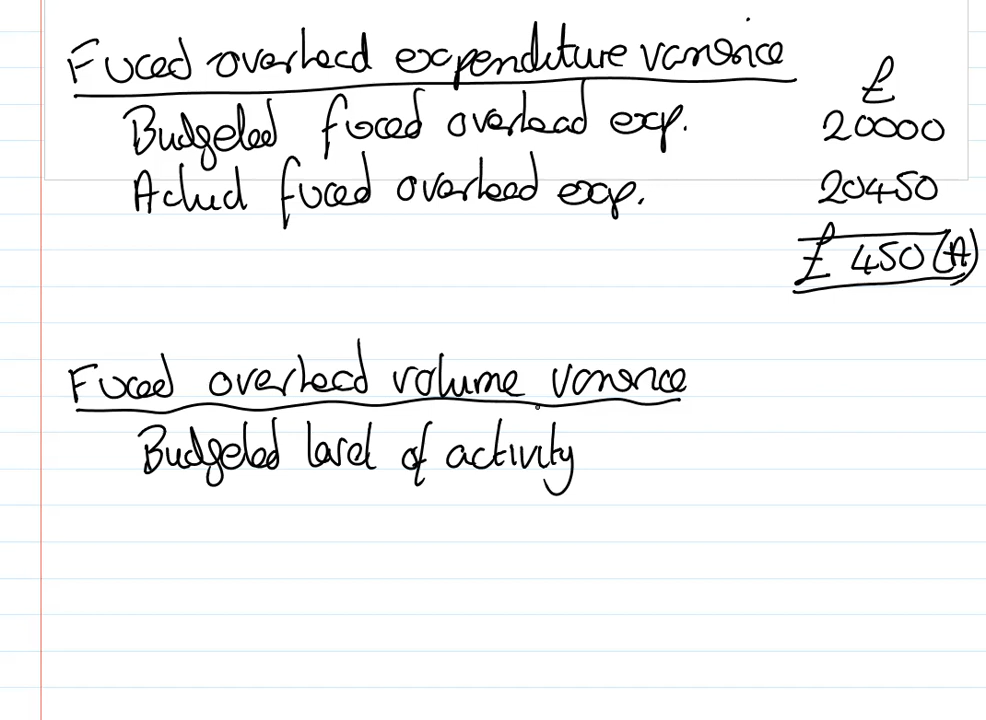 Fixed overhead expenditure variance
£
Budgeted fixed overhead exp. 20000
Actual fixed overhead exp. 20450
£ 450 (A)
Fixed overhead volume variance
Budgeted level of activity